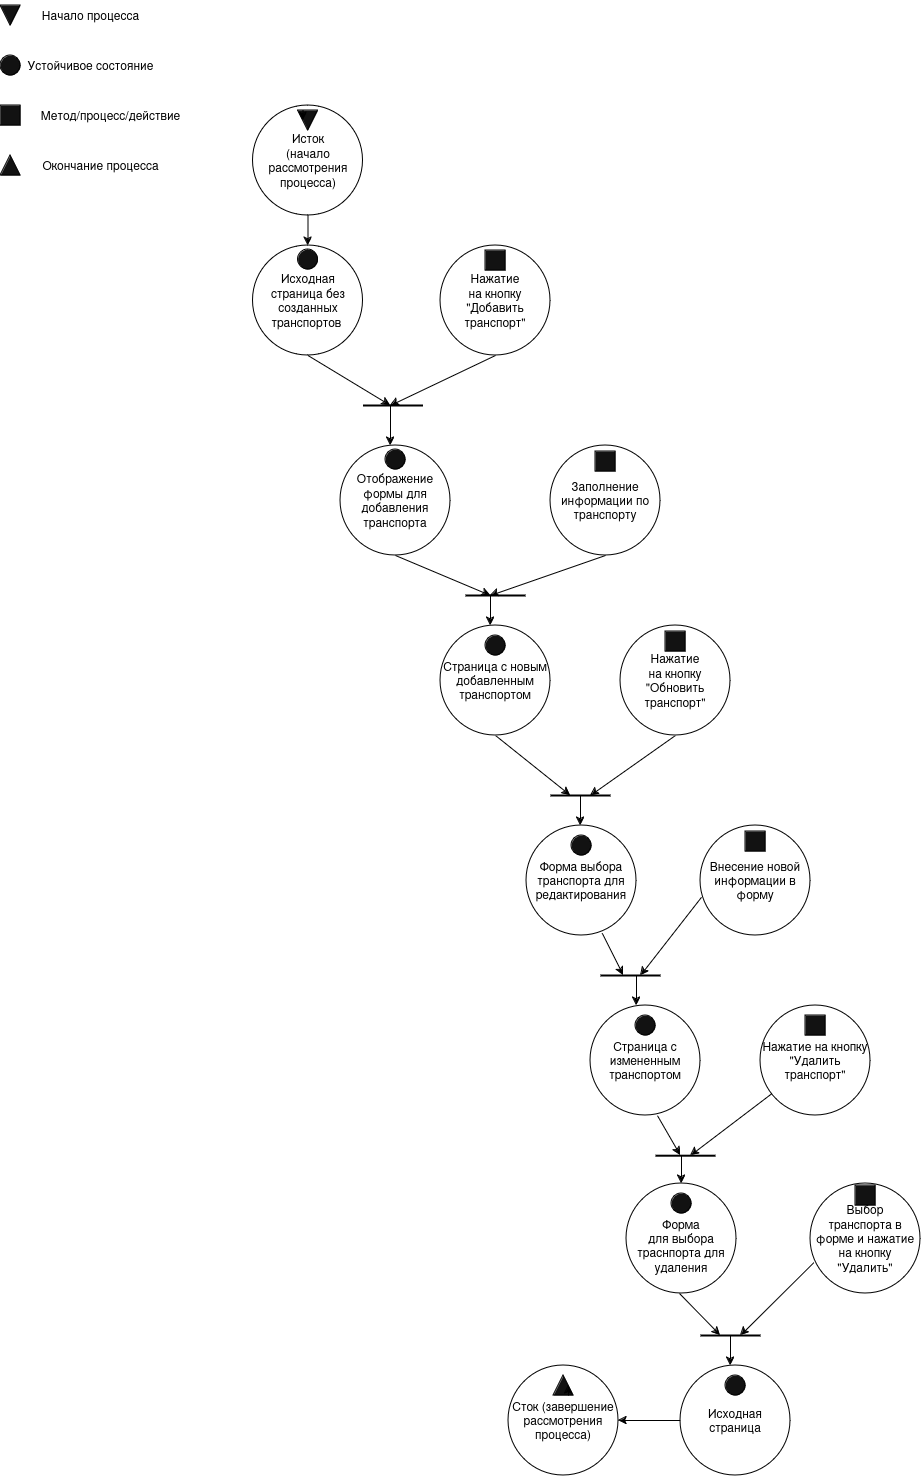 Начало процесса
Устойчивое состояние
Метод/процесс/действие
Окончание процесса
Исток
(начало
рассмотрения
процесса)
Исходная
страница без
созданных
транспортов
Нажатие
на кнопку
"Добавить
транспорт"
Отображение
формы для
добавления
транспорта
Заполнение
информации по
транспорту
Страница с новым
добавленным
транспортом
Нажатие
на кнопку
"Обновить
транспорт"
Форма выбора
транспорта для
редактирования
Внесение новой
информации в
форму
Страница с
измененным
транспортом
Нажатие на кнопку
"Удалить
транспорт"
Форма
для выбора
траснпорта для
удаления
Выбор
транспорта в
форме и нажатие
на кнопку
"Удалить"
Сток (завершение
рассмотрения
процесса)
Исходная
страница